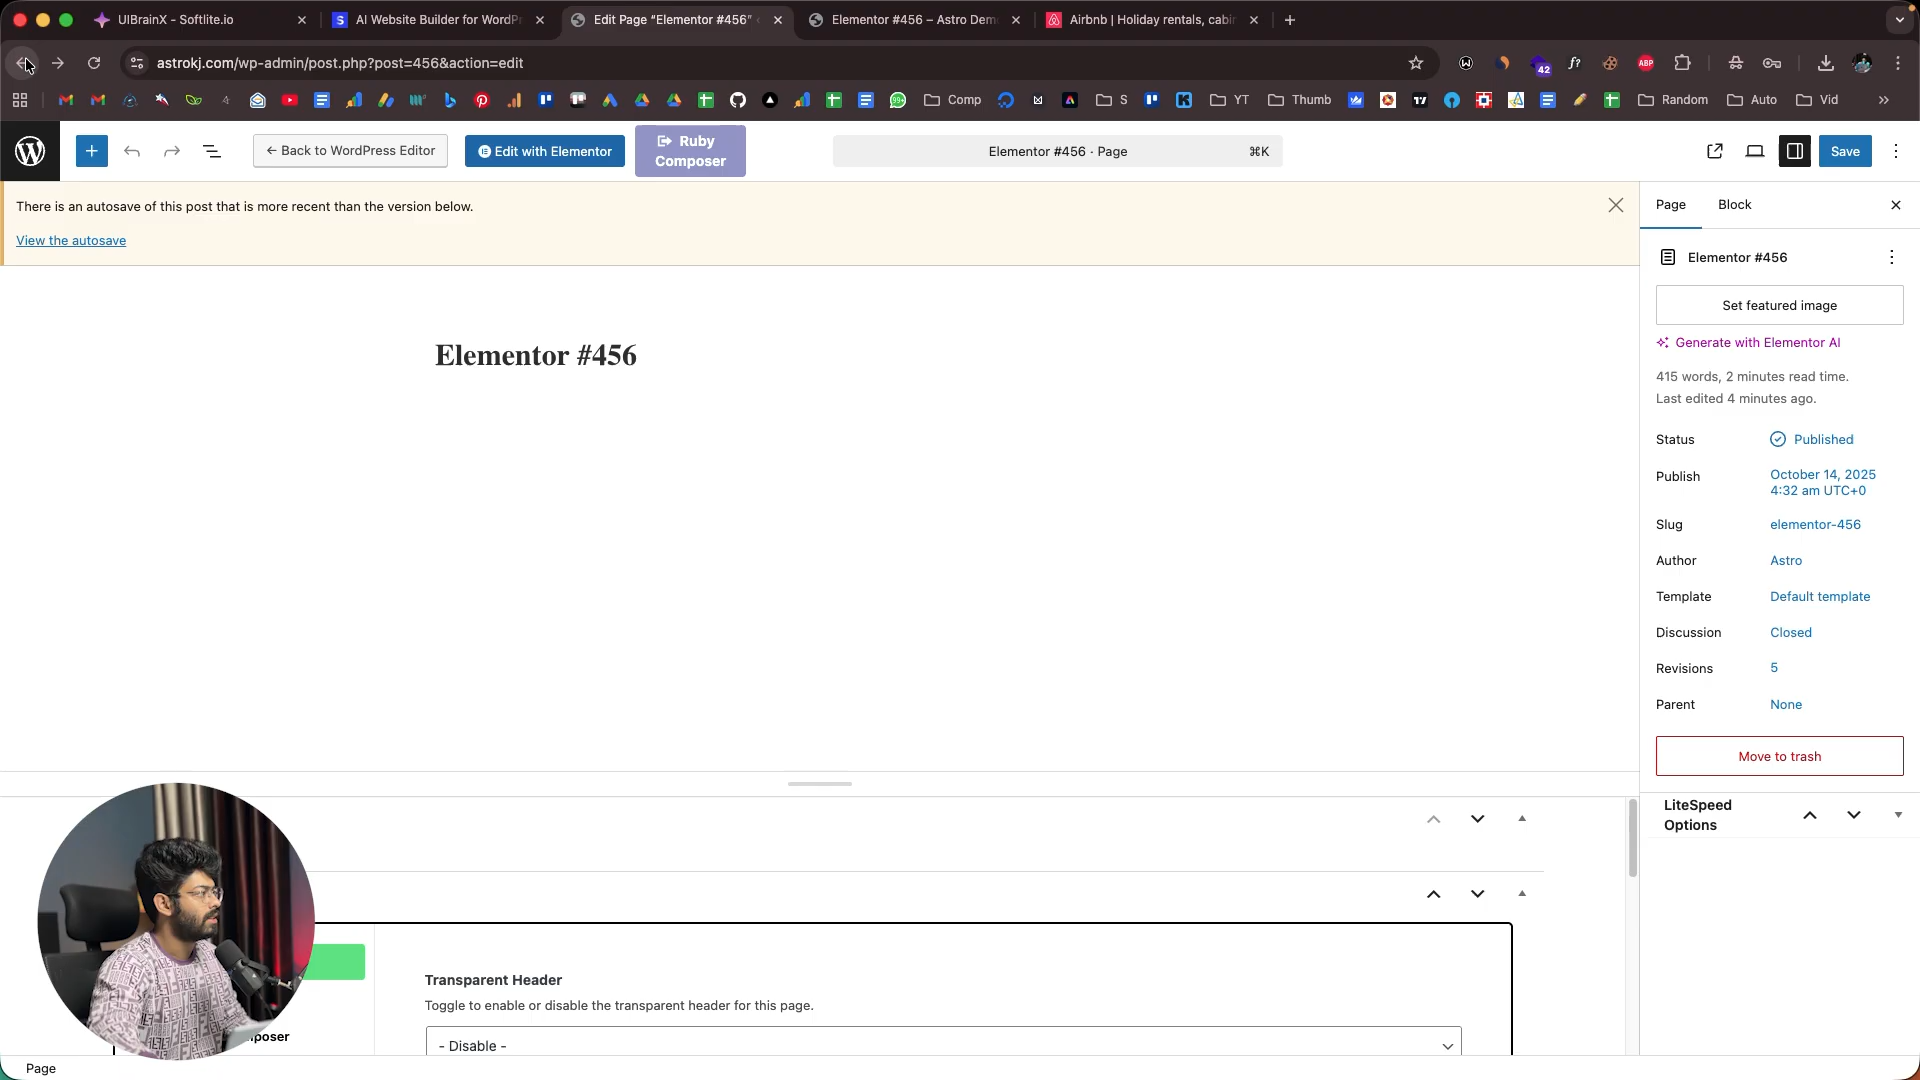 UIBrainX - Softlite.io
AI Website Builder for WordPr
Edit Page “Elementor #456”
Elementor #456 – Astro Dem
Airbnb | Holiday rentals, cabin
astrokj.com/wp-admin/post.php?post=456&action=edit
42
f?
ABP
99+
Comp
S
YT
Thumb
Random
Auto
Vid
← Back to WordPress Editor
Edit with Elementor
Ruby
Composer
Elementor #456 · Page
⌘K
Save
There is an autosave of this post that is more recent than the version below.
View the autosave
Page
Block
Elementor #456
Set featured image
Generate with Elementor AI
415 words, 2 minutes read time.
Last edited 4 minutes ago.
Status
Published
Publish
October 14, 2025
4:32 am UTC+0
Slug
elementor-456
Author
Astro
Template
Default template
Discussion
Closed
Revisions
5
Parent
None
Move to trash
LiteSpeed
Options
Elementor #456
Transparent Header
Toggle to enable or disable the transparent header for this page.
- Disable -
poser
Page